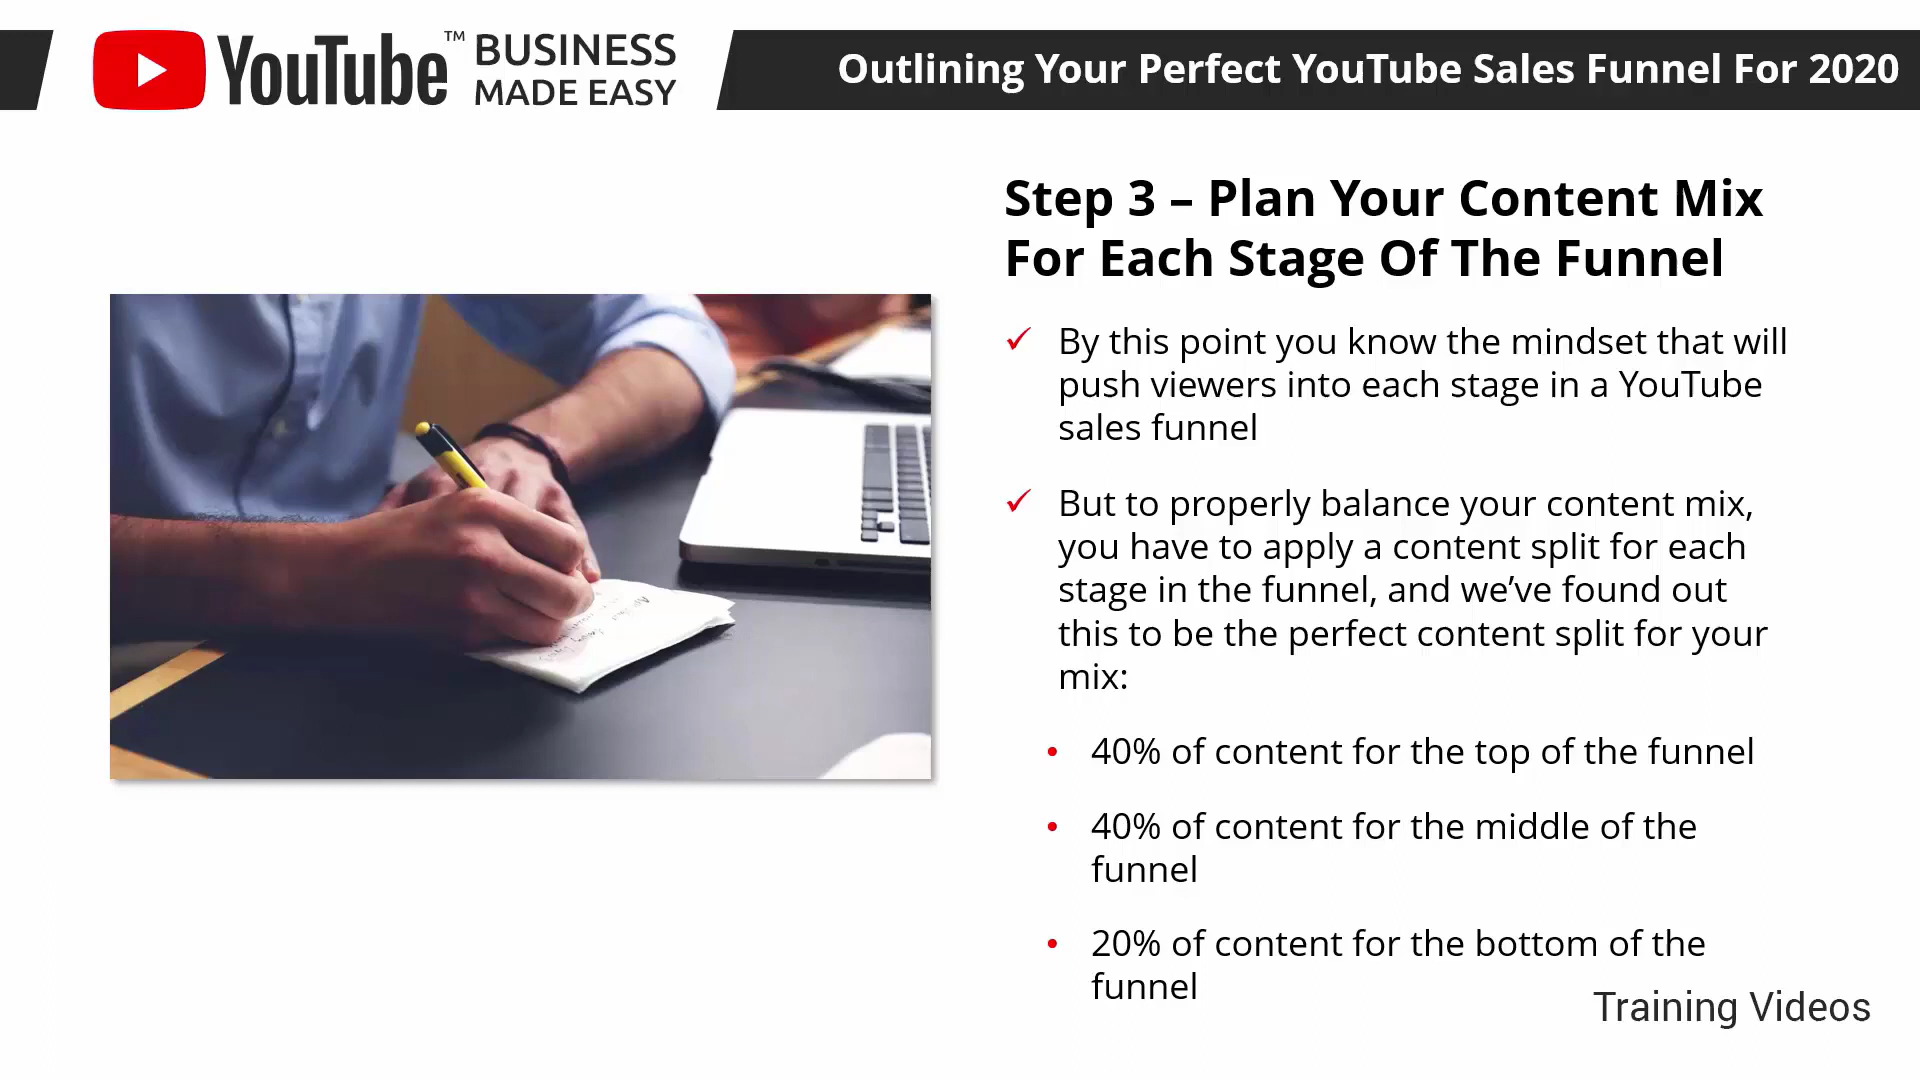 YouTube™ BUSINESS
MADE EASY
Outlining Your Perfect YouTube Sales Funnel For 2020
Step 3 – Plan Your Content Mix
For Each Stage Of The Funnel
✓ By this point you know the mindset that will
push viewers into each stage in a YouTube
sales funnel
✓ But to properly balance your content mix,
you have to apply a content split for each
stage in the funnel, and we’ve found out
this to be the perfect content split for your
mix:
• 40% of content for the top of the funnel
• 40% of content for the middle of the
funnel
• 20% of content for the bottom of the
funnel
Training Videos